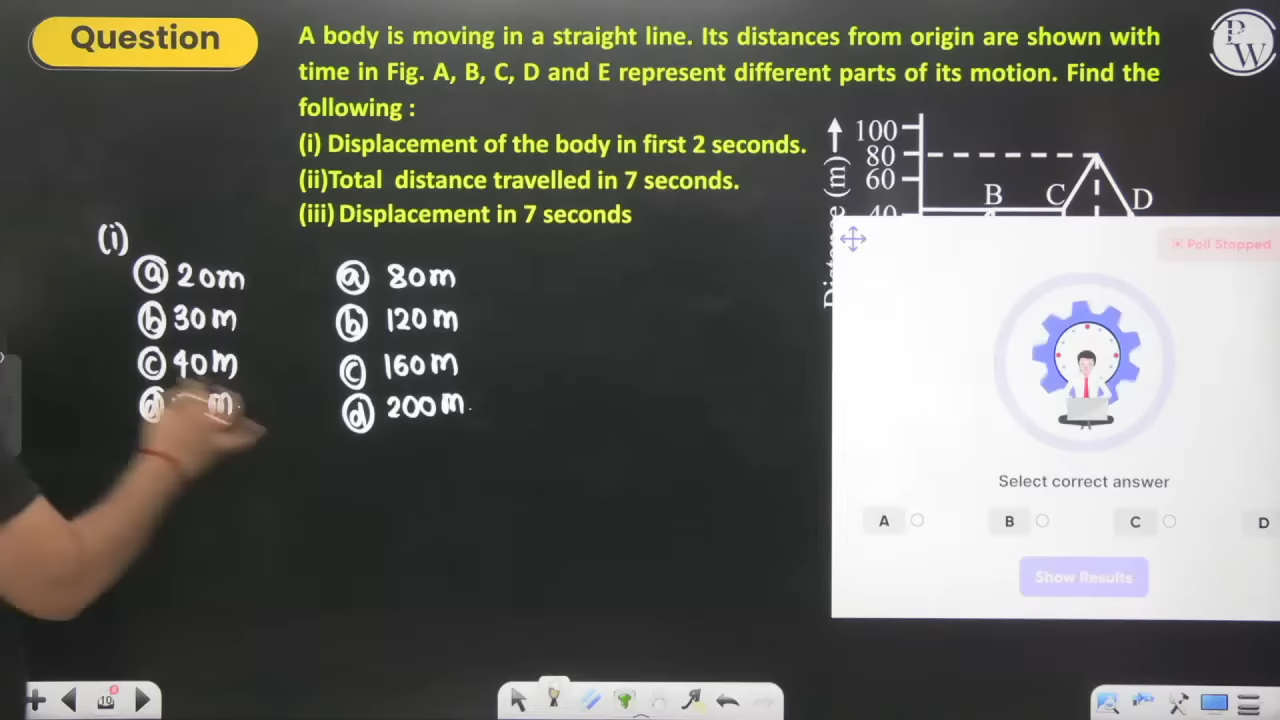 Question
A body is moving in a straight line. Its distances from origin are shown with
time in Fig. A, B, C, D and E represent different parts of its motion. Find the
following :
(i) Displacement of the body in first 2 seconds.
(ii)Total distance travelled in 7 seconds.
(iii) Displacement in 7 seconds
P
W
100
80
60
40
B
C
D
(m)
(i)
(a) 20m
(b) 30m
(c) 40m
(d) m
(a) 80m
(b) 120m
(c) 160m
(d) 200m.
Poll Stopped
Select correct answer
A
B
C
D
Show Results
10